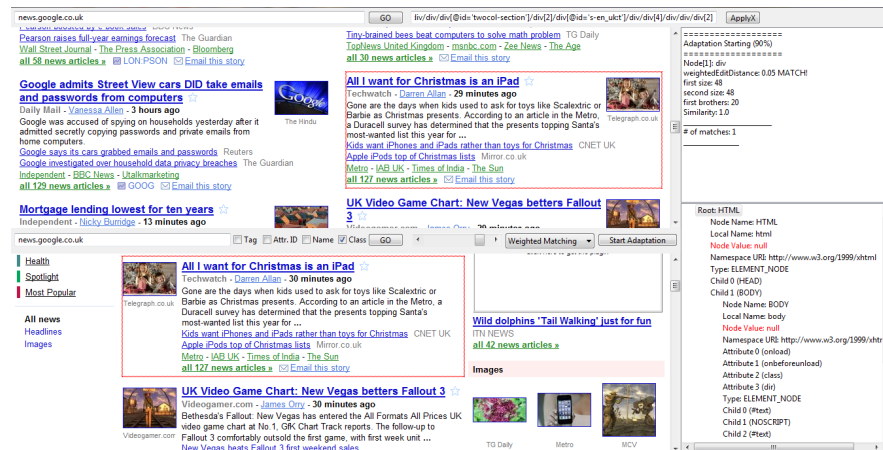 news.google.co.uk
GO
liv/div/div[@id='twocol-section']/div[2]/div[@id='s-en_ukct']/div/div[4]/div/div/div[2]
ApplyX
Pearson raises full-year earnings forecast The Guardian
Wall Street Journal - The Press Association - Bloomberg
all 58 news articles » LON:PSON Email this story
Google admits Street View cars DID take emails
and passwords from computers
Daily Mail - Vanessa Allen - 3 hours ago
Google was accused of spying on households yesterday after it
admitted secretly copying passwords and private emails from
home computers.
Google says its cars grabbed emails and passwords Reuters
Google investigated over household data privacy breaches The Guardian
Independent - BBC News - Utalkmarketing
all 129 news articles » GOOG Email this story
Google
The Hindu
Mortgage lending lowest for ten years
Independent - Nicky Burridge - 13 minutes ago
Tiny-brained bees beat computers to solve math problem TG Daily
TopNews United Kingdom - msnbc.com - Zee News - The Age
all 30 news articles » Email this story
All I want for Christmas is an iPad
Techwatch - Darren Allan - 29 minutes ago
Gone are the days when kids used to ask for toys like Scalextric or
Barbie as Christmas presents. According to an article in the Metro,
a Duracell survey has determined that the presents topping Santa's
most-wanted list this year for ...
Kids want iPhones and iPads rather than toys for Christmas CNET UK
Apple iPods top of Christmas lists Mirror.co.uk
Metro - IAB UK - Times of India - The Sun
all 127 news articles » Email this story
Telegraph.co.uk
UK Video Game Chart: New Vegas betters Fallout
3
Videogamer.com - James Orry - 29 minutes ago
====================
Adaptation Starting (90%)
====================
Node[1]: div
weightedEditDistance: 0.05 MATCH!
first size: 48
second size: 48
first brothers: 20
Similarity: 1.0
# of matches: 1
news.google.co.uk
Tag
Attr. ID
Name
Class
GO
Weighted Matching
Start Adaptation
Health
Spotlight
Most Popular
All news
Headlines
Images
All I want for Christmas is an iPad
Techwatch - Darren Allan - 30 minutes ago
Gone are the days when kids used to ask for toys like Scalextric or
Barbie as Christmas presents. According to an article in the Metro, a
Duracell survey has determined that the presents topping Santa's
most-wanted list this year for ...
Kids want iPhones and iPads rather than toys for Christmas CNET UK
Apple iPods top of Christmas lists Mirror.co.uk
Metro - IAB UK - Times of India - The Sun
all 127 news articles » Email this story
Telegraph.co.uk
UK Video Game Chart: New Vegas betters Fallout 3
Videogamer.com - James Orry - 30 minutes ago
Bethesda's Fallout: New Vegas has entered the All Formats All Prices UK
video game chart at No.1, GfK Chart Track reports. The follow-up to
Fallout 3 comfortably outsold the first game, with first week unit ...
New Vegas beats Fallout 3 first weekend sales
Videogamer.com
Wild dolphins 'Tail Walking' just for fun
ITN NEWS
all 42 news articles »
Images
TG Daily
Metro
MCV
Root: HTML
Node Name: HTML
Local Name: html
Node Value: null
Namespace URI: http://www.w3.org/1999/xhtml
Type: ELEMENT_NODE
Child 0 (HEAD)
Child 1 (BODY)
Node Name: BODY
Local Name: body
Node Value: null
Namespace URI: http://www.w3.org/1999/xhtr
Attribute 0 (onload)
Attribute 1 (onbeforeunload)
Attribute 2 (class)
Attribute 3 (dir)
Type: ELEMENT_NODE
Child 0 (#text)
Child 1 (NOSCRIPT)
Child 2 (#text)